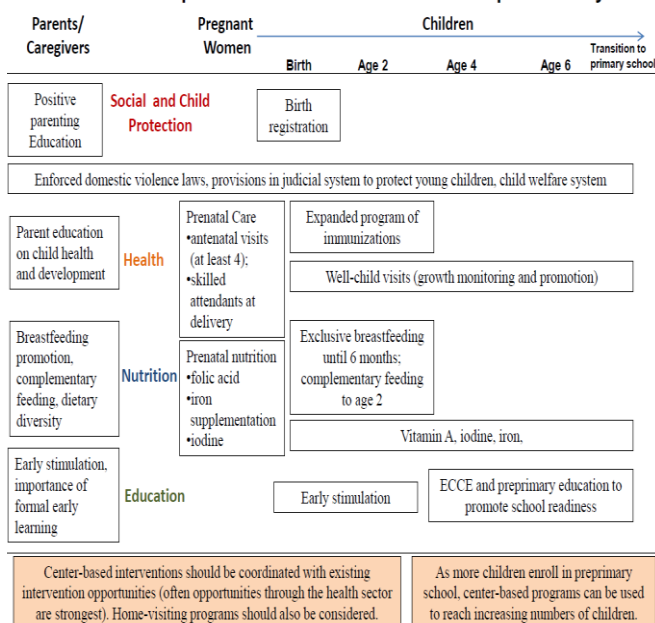 Parents/
Caregivers
Pregnant
Women
Children
Birth
Age 2
Age 4
Age 6
Transition to
primary school
Positive
parenting
Education
Social and Child
Protection
Birth
registration
Enforced domestic violence laws, provisions in judicial system to protect young children, child welfare system
Parent education
on child health
and development
Health
Prenatal Care
•antenatal visits
(at least 4);
•skilled
attendants at
delivery
Expanded program of
immunizations
Well-child visits (growth monitoring and promotion)
Breastfeeding
promotion,
complementary
feeding, dietary
diversity
Nutrition
Prenatal nutrition
•folic acid
•iron
supplementation
•iodine
Exclusive breastfeeding
until 6 months;
complementary feeding
to age 2
Vitamin A, iodine, iron,
Early stimulation,
importance of
formal early
learning
Education
Early stimulation
ECCE and preprimary education to
promote school readiness
Center-based interventions should be coordinated with existing
intervention opportunities (often opportunities through the health sector
are strongest). Home-visiting programs should also be considered.
As more children enroll in preprimary
school, center-based programs can be used
to reach increasing numbers of children.